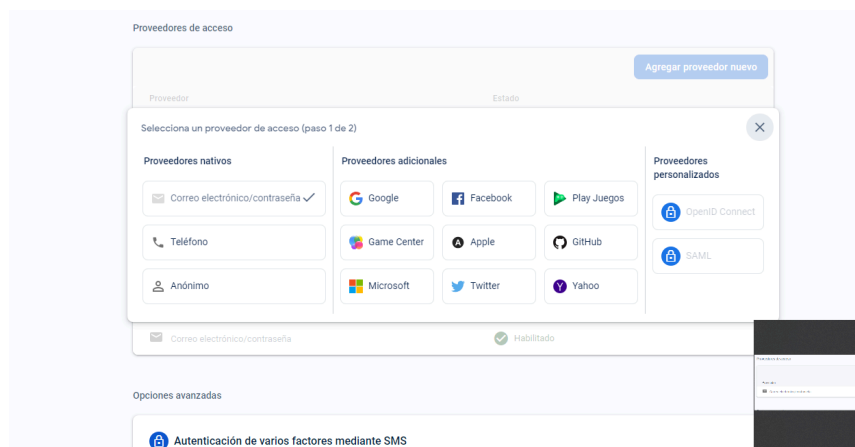 Proveedores de acceso
Agregar proveedor nuevo
Proveedor Estado
Selecciona un proveedor de acceso (paso 1 de 2)
Proveedores nativos Proveedores adicionales Proveedores personalizados
Correo electrónico/contraseña Google Facebook Play Juegos OpenID Connect
Teléfono Game Center Apple GitHub SAML
Anónimo Microsoft Twitter Yahoo
Correo electrónico/contraseña Habilitado
Opciones avanzadas
Autenticación de varios factores mediante SMS